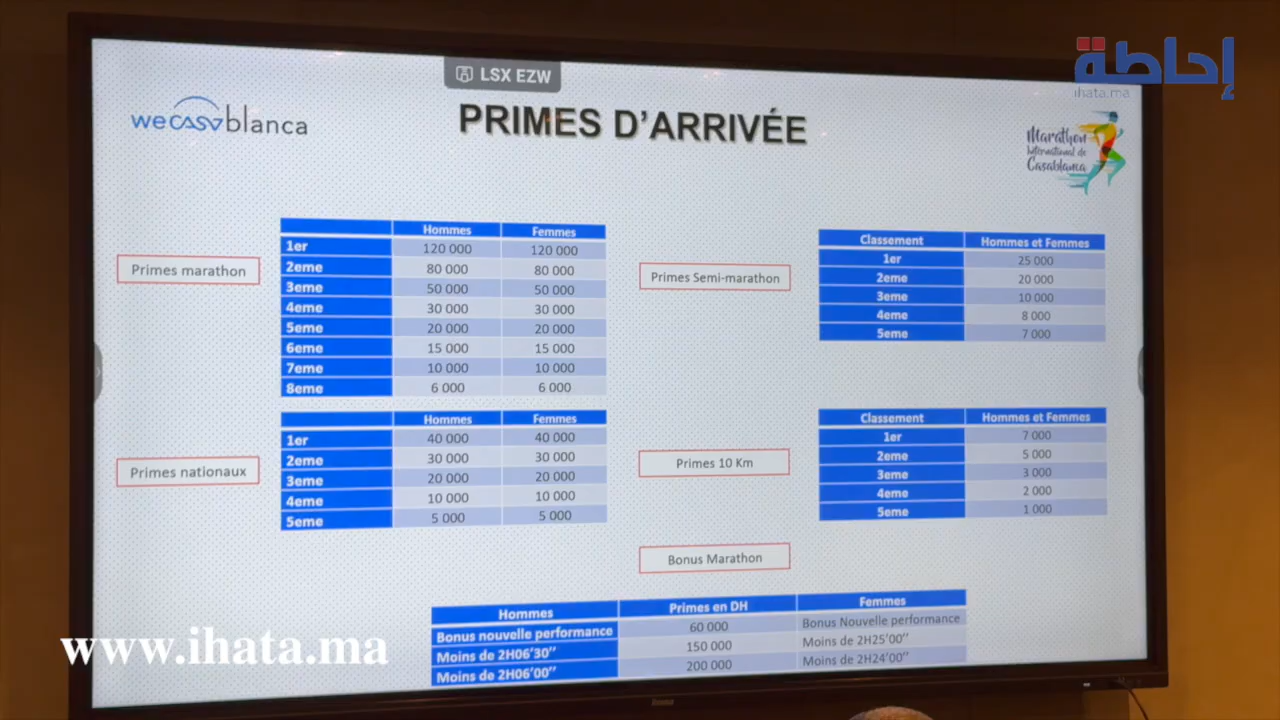 LSX EZW
إحاطة
ihata.ma
wecasablanca
PRIMES D'ARRIVÉE
Marathon
International de
Casablanca
Primes marathon
Hommes Femmes
1er 120 000 120 000
2eme 80 000 80 000
3eme 50 000 50 000
4eme 30 000 30 000
5eme 20 000 20 000
6eme 15 000 15 000
7eme 10 000 10 000
8eme 6 000 6 000
Primes Semi-marathon
Classement Hommes et Femmes
1er 25 000
2eme 20 000
3eme 10 000
4eme 8 000
5eme 7 000
Primes nationaux
Hommes Femmes
1er 40 000 40 000
2eme 30 000 30 000
3eme 20 000 20 000
4eme 10 000 10 000
5eme 5 000 5 000
Primes 10 Km
Classement Hommes et Femmes
1er 7 000
2eme 5 000
3eme 3 000
4eme 2 000
5eme 1 000
Bonus Marathon
Hommes Primes en DH Femmes
Bonus nouvelle performance 60 000 Bonus Nouvelle performance
Moins de 2H06'30'' 150 000 Moins de 2H25'00''
Moins de 2H06'00'' 200 000 Moins de 2H24'00''
www.ihata.ma